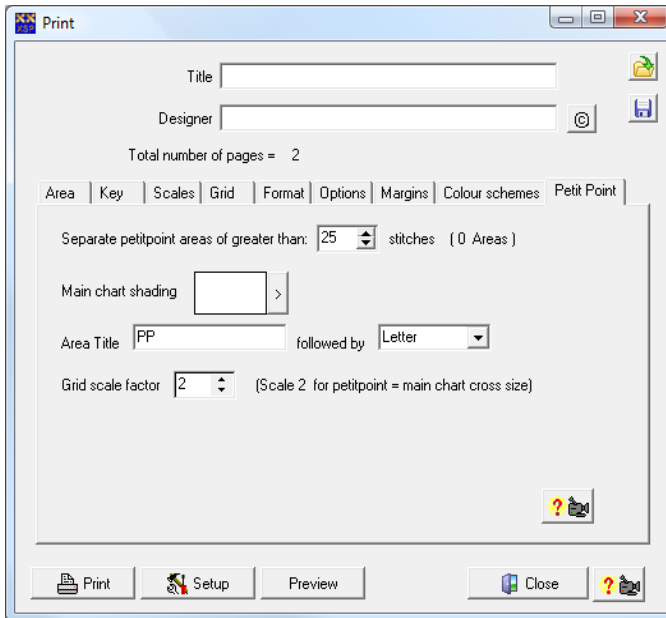 XX
XSP
Print
Title
Designer
©
Total number of pages = 2
Area Key Scales Grid Format Options Margins Colour schemes Petit Point
Separate petitpoint areas of greater than: 25 stitches ( 0 Areas )
Main chart shading >
Area Title PP followed by Letter
Grid scale factor 2 (Scale 2 for petitpoint = main chart cross size)
?
Print Setup Preview Close ?